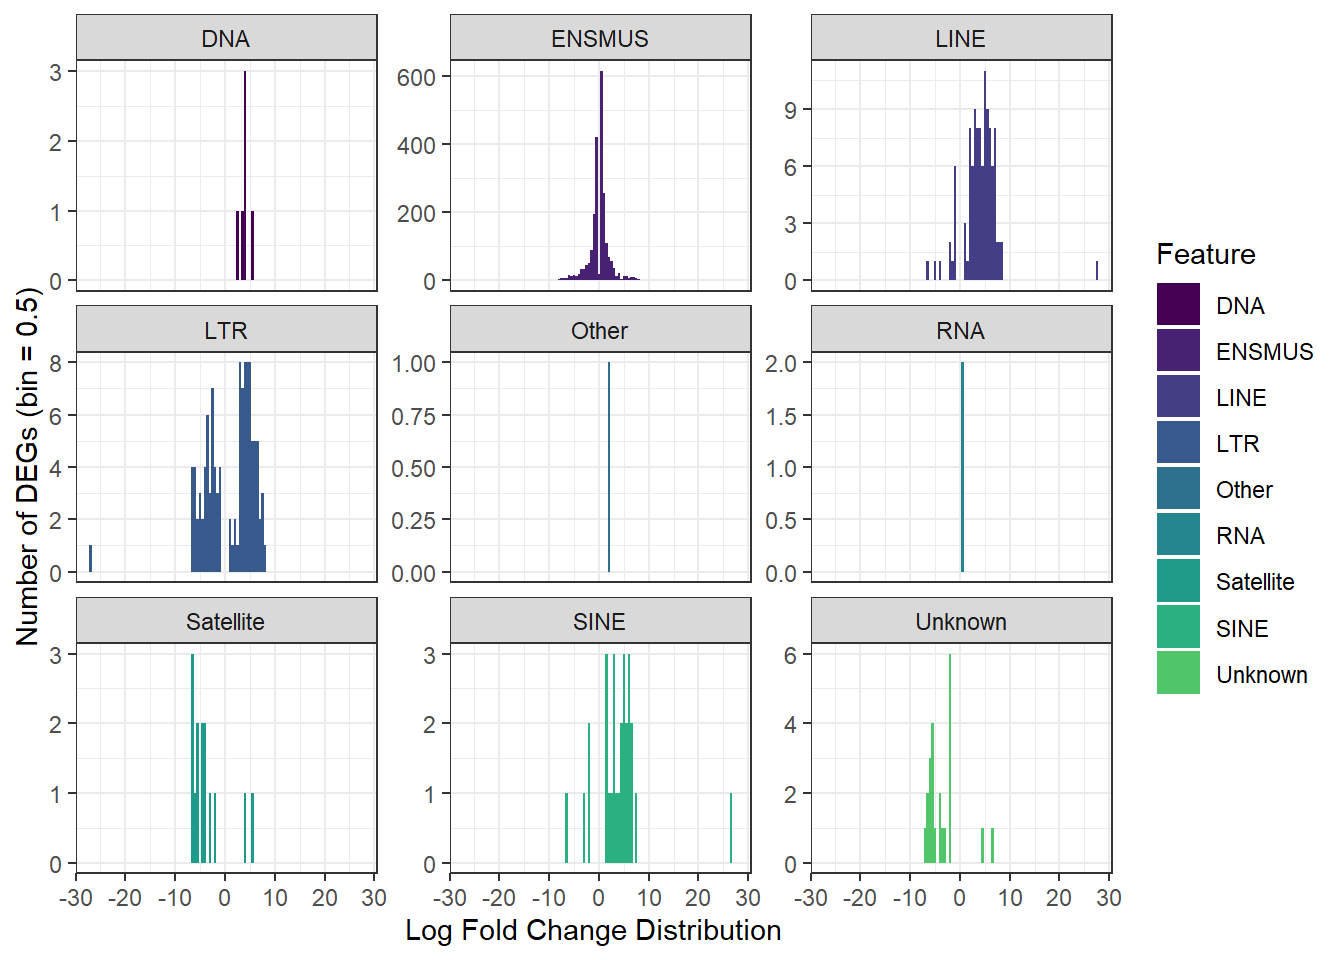 DNA
ENSMUS
LINE
3
2
1
0
600
400
200
0
9
6
3
0
LTR
Other
RNA
8
6
4
2
0
1.00
0.75
0.50
0.25
0.00
2.0
1.5
1.0
0.5
0.0
Satellite
SINE
Unknown
3
2
1
0
3
2
1
0
6
4
2
0
-30 -20 -10 0 10 20 30
-30 -20 -10 0 10 20 30
-30 -20 -10 0 10 20 30
Log Fold Change Distribution
Number of DEGs (bin = 0.5)
Feature
DNA
ENSMUS
LINE
LTR
Other
RNA
Satellite
SINE
Unknown